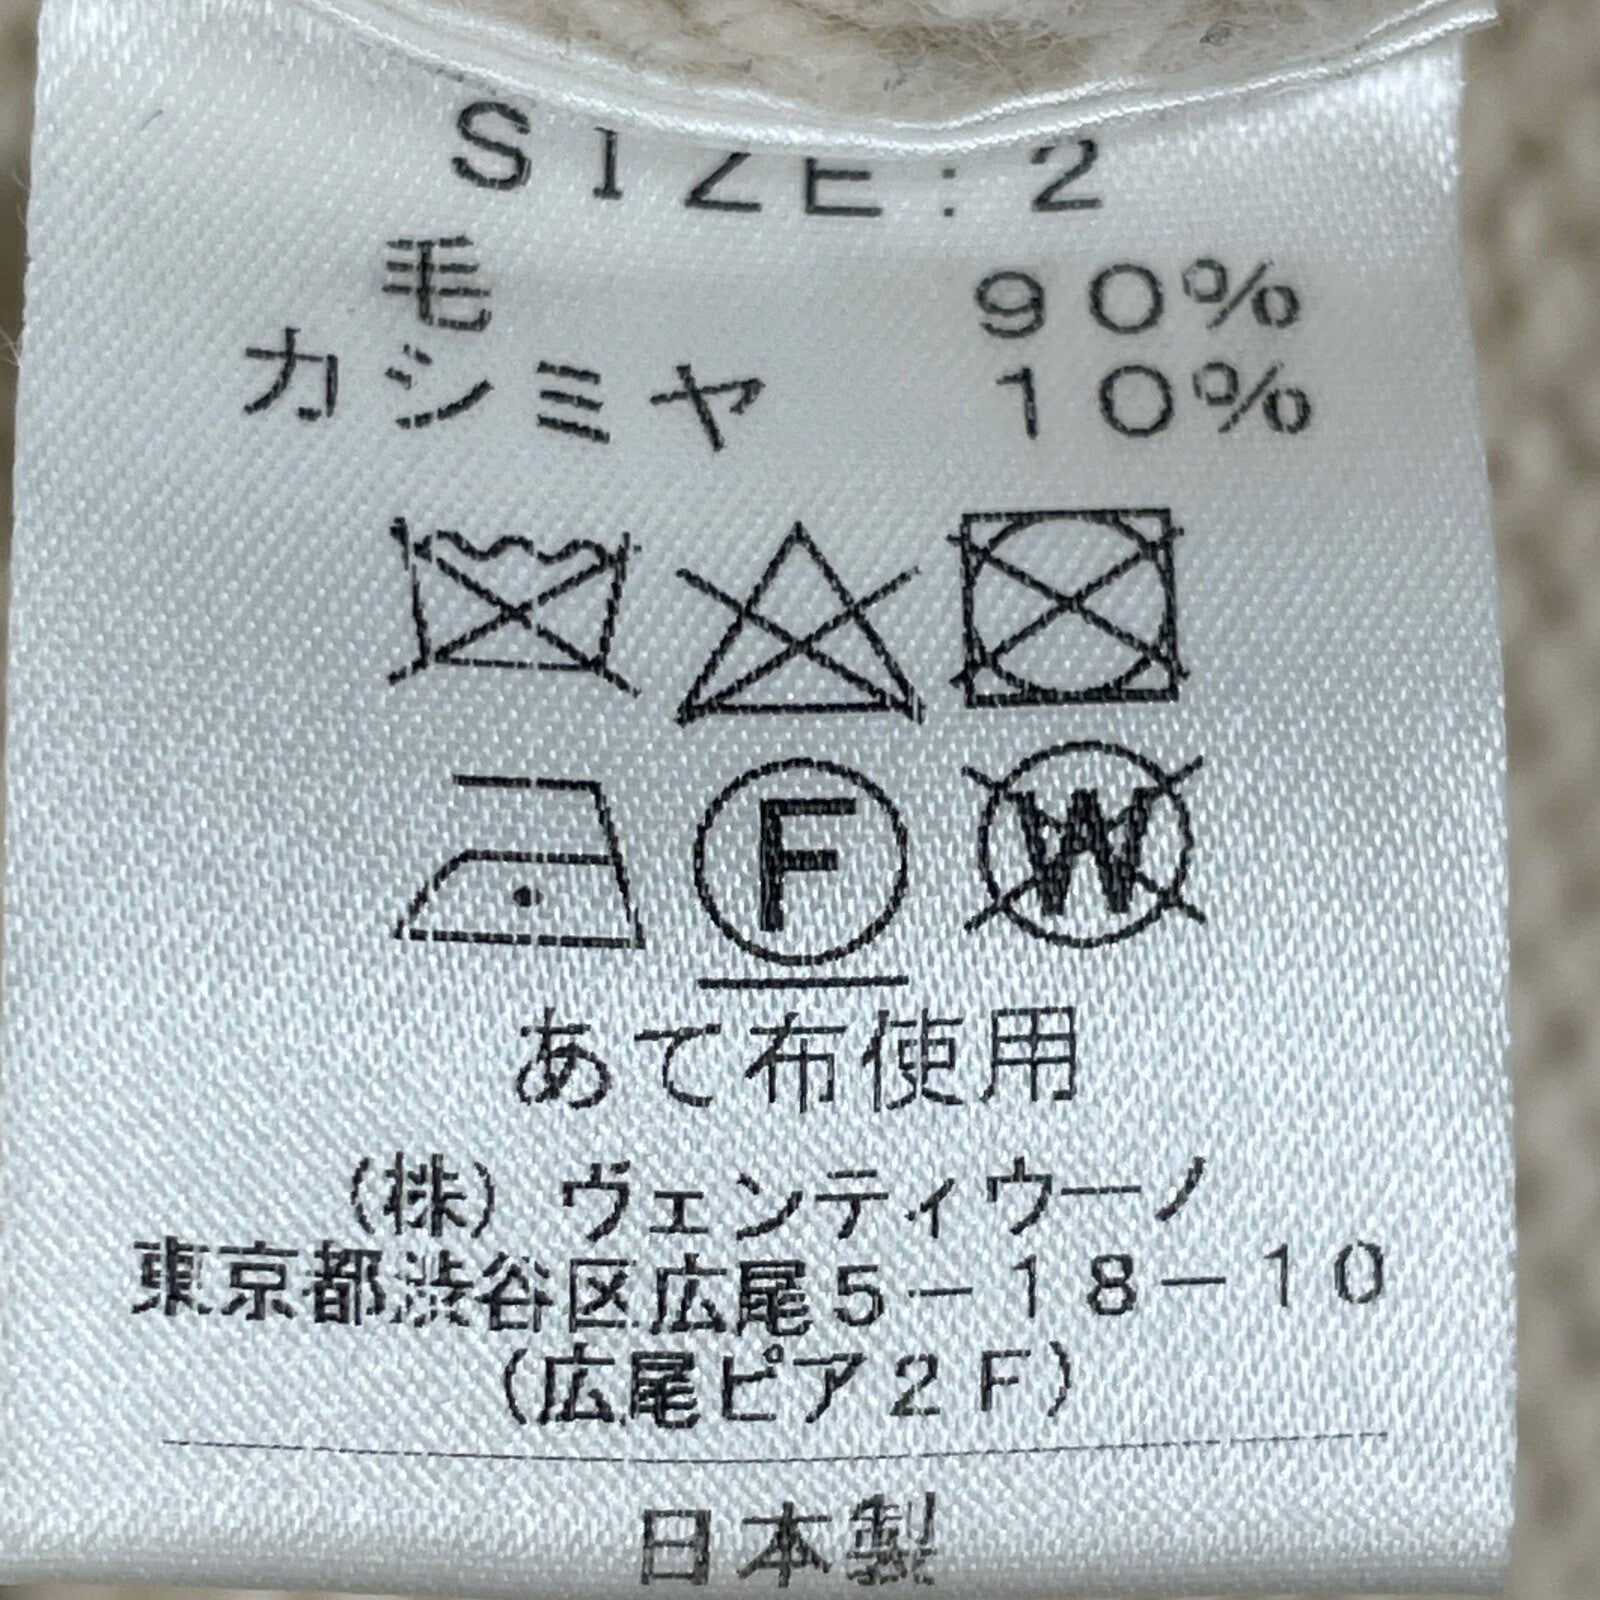 SIZE:2
毛 90%
カシミヤ 10%
F W
あて布使用
(株)ヴェンティウーノ
東京都渋谷区広尾5-18-10
(広尾ピア2F)
日本製